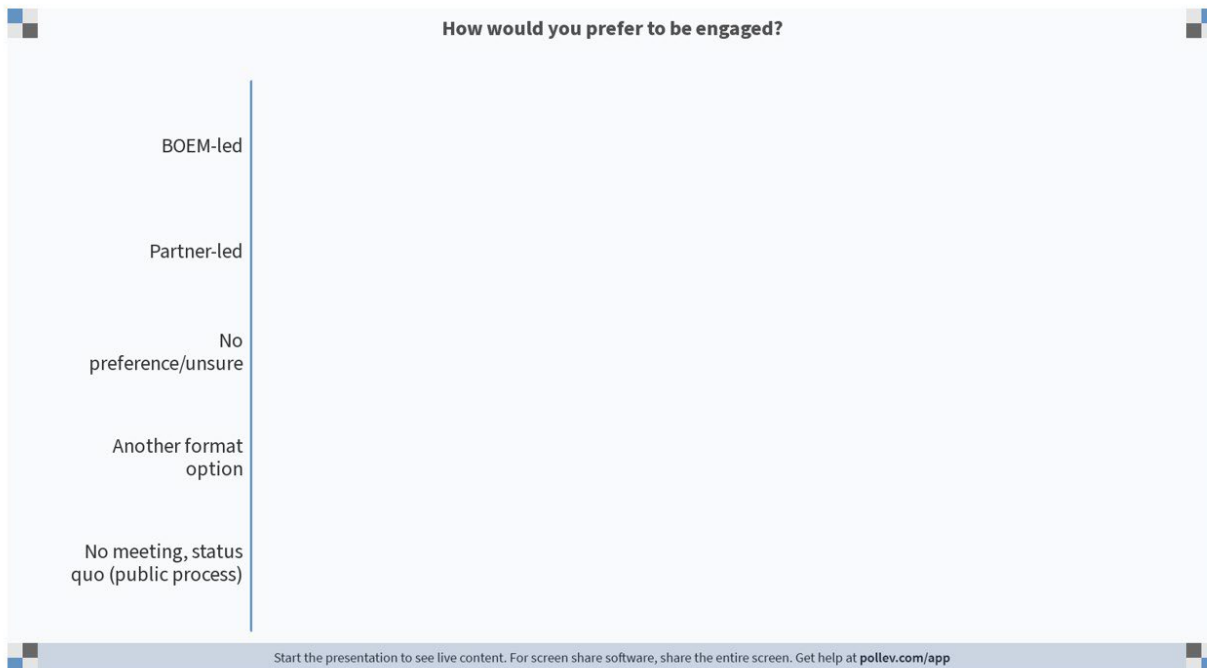 How would you prefer to be engaged?
BOEM-led
Partner-led
No
preference/unsure
Another format
option
No meeting, status
quo (public process)
Start the presentation to see live content. For screen share software, share the entire screen. Get help at pollev.com/app